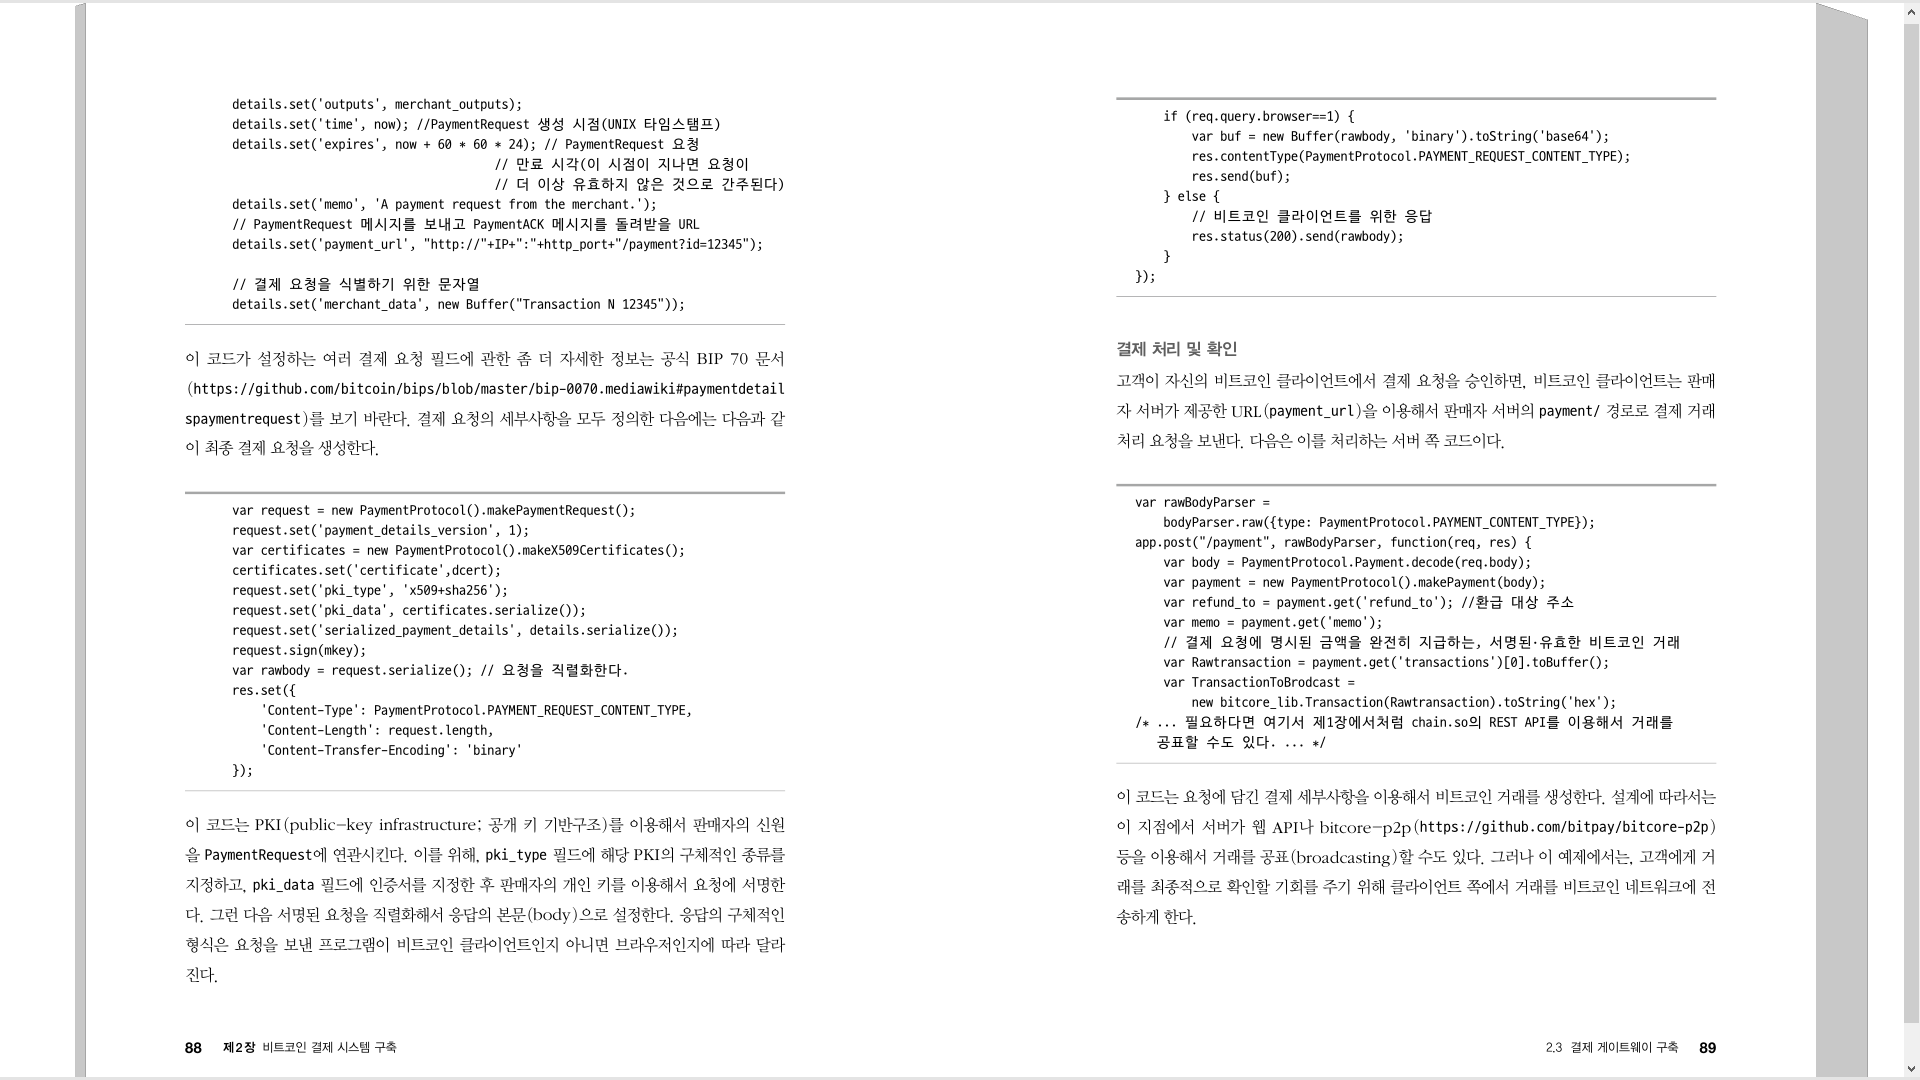 details.set('outputs', merchant_outputs);
details.set('time', now); //PaymentRequest 생성 시점(UNIX 타임스탬프)
details.set('expires', now + 60 * 60 * 24); // PaymentRequest 요청
// 만료 시각(이 시점이 지나면 요청이
// 더 이상 유효하지 않은 것으로 간주된다)
details.set('memo', 'A payment request from the merchant.');
// PaymentRequest 메시지를 보내고 PaymentACK 메시지를 돌려받을 URL
details.set('payment_url', "http://"+IP+":"+http_port+"/payment?id=12345");
// 결제 요청을 식별하기 위한 문자열
details.set('merchant_data', new Buffer("Transaction N 12345"));
이 코드가 설정하는 여러 결제 요청 필드에 관한 좀 더 자세한 정보는 공식 BIP 70 문서
(https://github.com/bitcoin/bips/blob/master/bip-0070.mediawiki#paymentdetail
spaymentrequest)를 보기 바란다. 결제 요청의 세부사항을 모두 정의한 다음에는 다음과 같
이 최종 결제 요청을 생성한다.
var request = new PaymentProtocol().makePaymentRequest();
request.set('payment_details_version', 1);
var certificates = new PaymentProtocol().makeX509Certificates();
certificates.set('certificate',dcert);
request.set('pki_type', 'x509+sha256');
request.set('pki_data', certificates.serialize());
request.set('serialized_payment_details', details.serialize());
request.sign(mkey);
var rawbody = request.serialize(); // 요청을 직렬화한다.
res.set({
'Content-Type': PaymentProtocol.PAYMENT_REQUEST_CONTENT_TYPE,
'Content-Length': request.length,
'Content-Transfer-Encoding': 'binary'
});
이 코드는 PKI(public-key infrastructure; 공개 키 기반구조)를 이용해서 판매자의 신원
을 PaymentRequest에 연관시킨다. 이를 위해, pki_type 필드에 해당 PKI의 구체적인 종류를
지정하고, pki_data 필드에 인증서를 지정한 후 판매자의 개인 키를 이용해서 요청에 서명한
다. 그런 다음 서명된 요청을 직렬화해서 응답의 본문(body)으로 설정한다. 응답의 구체적인
형식은 요청을 보낸 프로그램이 비트코인 클라이언트인지 아니면 브라우저인지에 따라 달라
진다.
88 제2장 비트코인 결제 시스템 구축
if (req.query.browser==1) {
var buf = new Buffer(rawbody, 'binary').toString('base64');
res.contentType(PaymentProtocol.PAYMENT_REQUEST_CONTENT_TYPE);
res.send(buf);
} else {
// 비트코인 클라이언트를 위한 응답
res.status(200).send(rawbody);
}
});
결제 처리 및 확인
고객이 자신의 비트코인 클라이언트에서 결제 요청을 승인하면, 비트코인 클라이언트는 판매
자 서버가 제공한 URL(payment_url)을 이용해서 판매자 서버의 payment/ 경로로 결제 거래
처리 요청을 보낸다. 다음은 이를 처리하는 서버 쪽 코드이다.
var rawBodyParser =
bodyParser.raw({type: PaymentProtocol.PAYMENT_CONTENT_TYPE});
app.post("/payment", rawBodyParser, function(req, res) {
var body = PaymentProtocol.Payment.decode(req.body);
var payment = new PaymentProtocol().makePayment(body);
var refund_to = payment.get('refund_to'); //환급 대상 주소
var memo = payment.get('memo');
// 결제 요청에 명시된 금액을 완전히 지급하는, 서명된·유효한 비트코인 거래
var Rawtransaction = payment.get('transactions')[0].toBuffer();
var TransactionToBrodcast =
new bitcore_lib.Transaction(Rawtransaction).toString('hex');
/* ... 필요하다면 여기서 제1장에서처럼 chain.so의 REST API를 이용해서 거래를
공표할 수도 있다. ... */
이 코드는 요청에 담긴 결제 세부사항을 이용해서 비트코인 거래를 생성한다. 설계에 따라서는
이 지점에서 서버가 웹 API나 bitcore-p2p(https://github.com/bitpay/bitcore-p2p)
등을 이용해서 거래를 공표(broadcasting)할 수도 있다. 그러나 이 예제에서는, 고객에게 거
래를 최종적으로 확인할 기회를 주기 위해 클라이언트 쪽에서 거래를 비트코인 네트워크에 전
송하게 한다.
2.3 결제 게이트웨이 구축 89